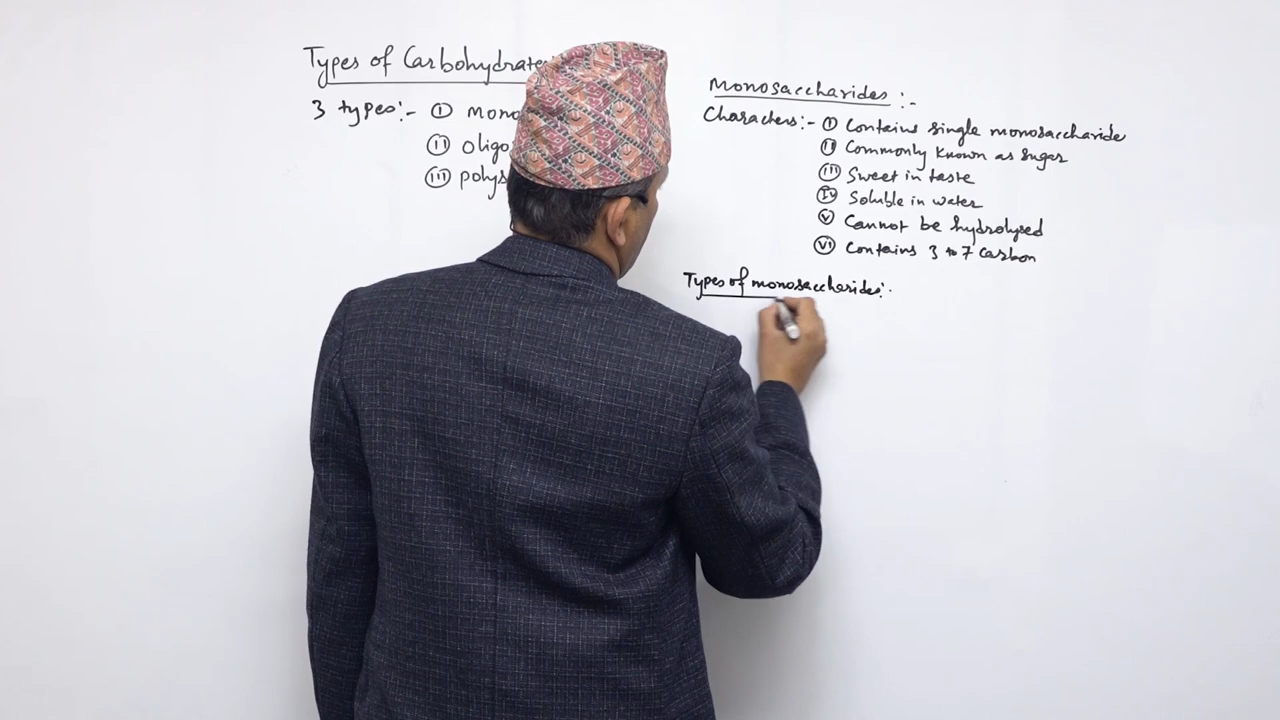 Types of Carbohydrate
3 types:- (I) mono
(II) oligo
(III) polys
Monosaccharides :-
Characters:- (I) Contains single monosaccharide
(II) Commonly known as sugar
(III) Sweet in taste
(IV) Soluble in water
(V) Cannot be hydrolysed
(VI) Contains 3 to 7 carbon
Types of monosaccharides:-